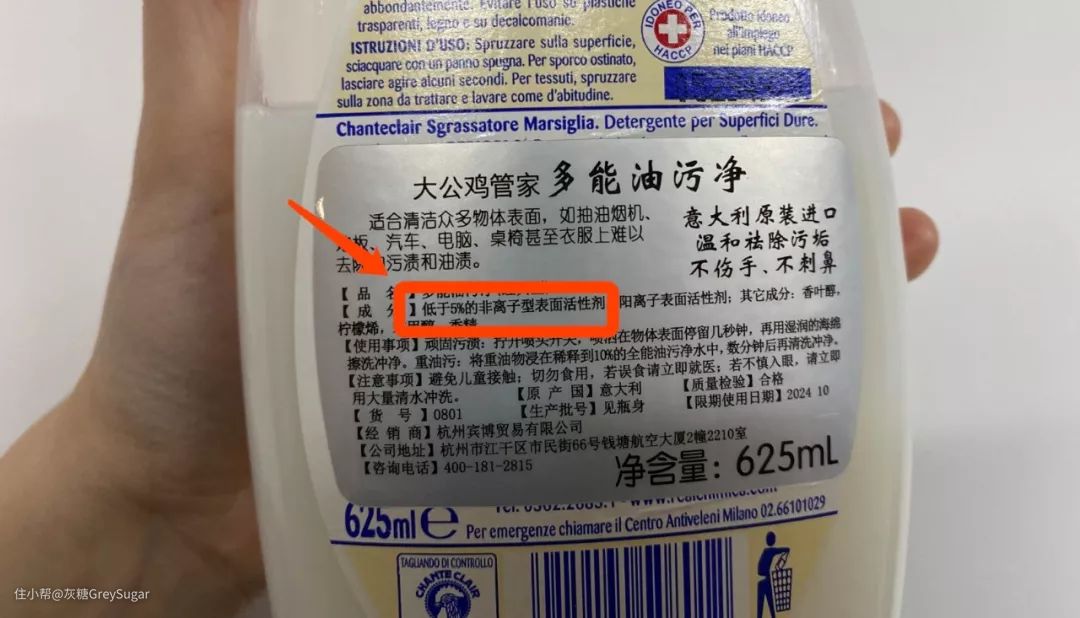 abbondantemente. Evitare l'uso su plastiche
trasparenti, legno e su decalcomanie.
ISTRUZIONI D'USO: Spruzzare sulla superficie,
sciacquare con un panno spugna. Per sporco ostinato,
lasciare agire alcuni secondi. Per tessuti, spruzzare
sulla zona da trattare e lavare come d'abitudine.
IDONEO PER
HACCP
Prodotto idoneo
all'impiego
nei piani HACCP
Chanteclair Sgrassatore Marsiglia. Detergente per Superfici Dure.
大公鸡管家 多能油污净
适合清洁众多物体表面，如抽油烟机、
板、汽车、电脑、桌椅甚至衣服上难以
去除 污渍和油渍。
意大利原装进口
温和祛除污垢
不伤手、不刺鼻
【品 名】多能油污净
【成 分】低于5%的非离子型表面活性剂 阳离子表面活性剂；其它成分：香叶醇，
柠檬烯， 香精
【使用事项】顽固污渍：拧开喷头开关，喷洒在物体表面停留几秒钟，再用湿润的海绵
擦洗冲净。重油污：将重油物浸在稀释到10%的全能油污净水中，数分钟后再清洗冲净。
【注意事项】避免儿童接触；切勿食用，若误食请立即就医；若不慎入眼，请立即
用大量清水冲洗。 【原 产 国】意大利 【质量检验】合格
【货 号】0801 【生产批号】见瓶身 【限期使用日期】2024 10
【经 销 商】杭州宾博贸易有限公司
【公司地址】杭州市江干区市民街66号钱塘航空大厦2幢2210室
【咨询电话】400-181-2815
净含量：625mL
625ml e
Per emergenze chiamare il Centro Antiveleni Milano 02.66101029
TAGLIANDO DI CONTROLLO
CHANTE CLAIR
住小帮@灰糖GreySugar